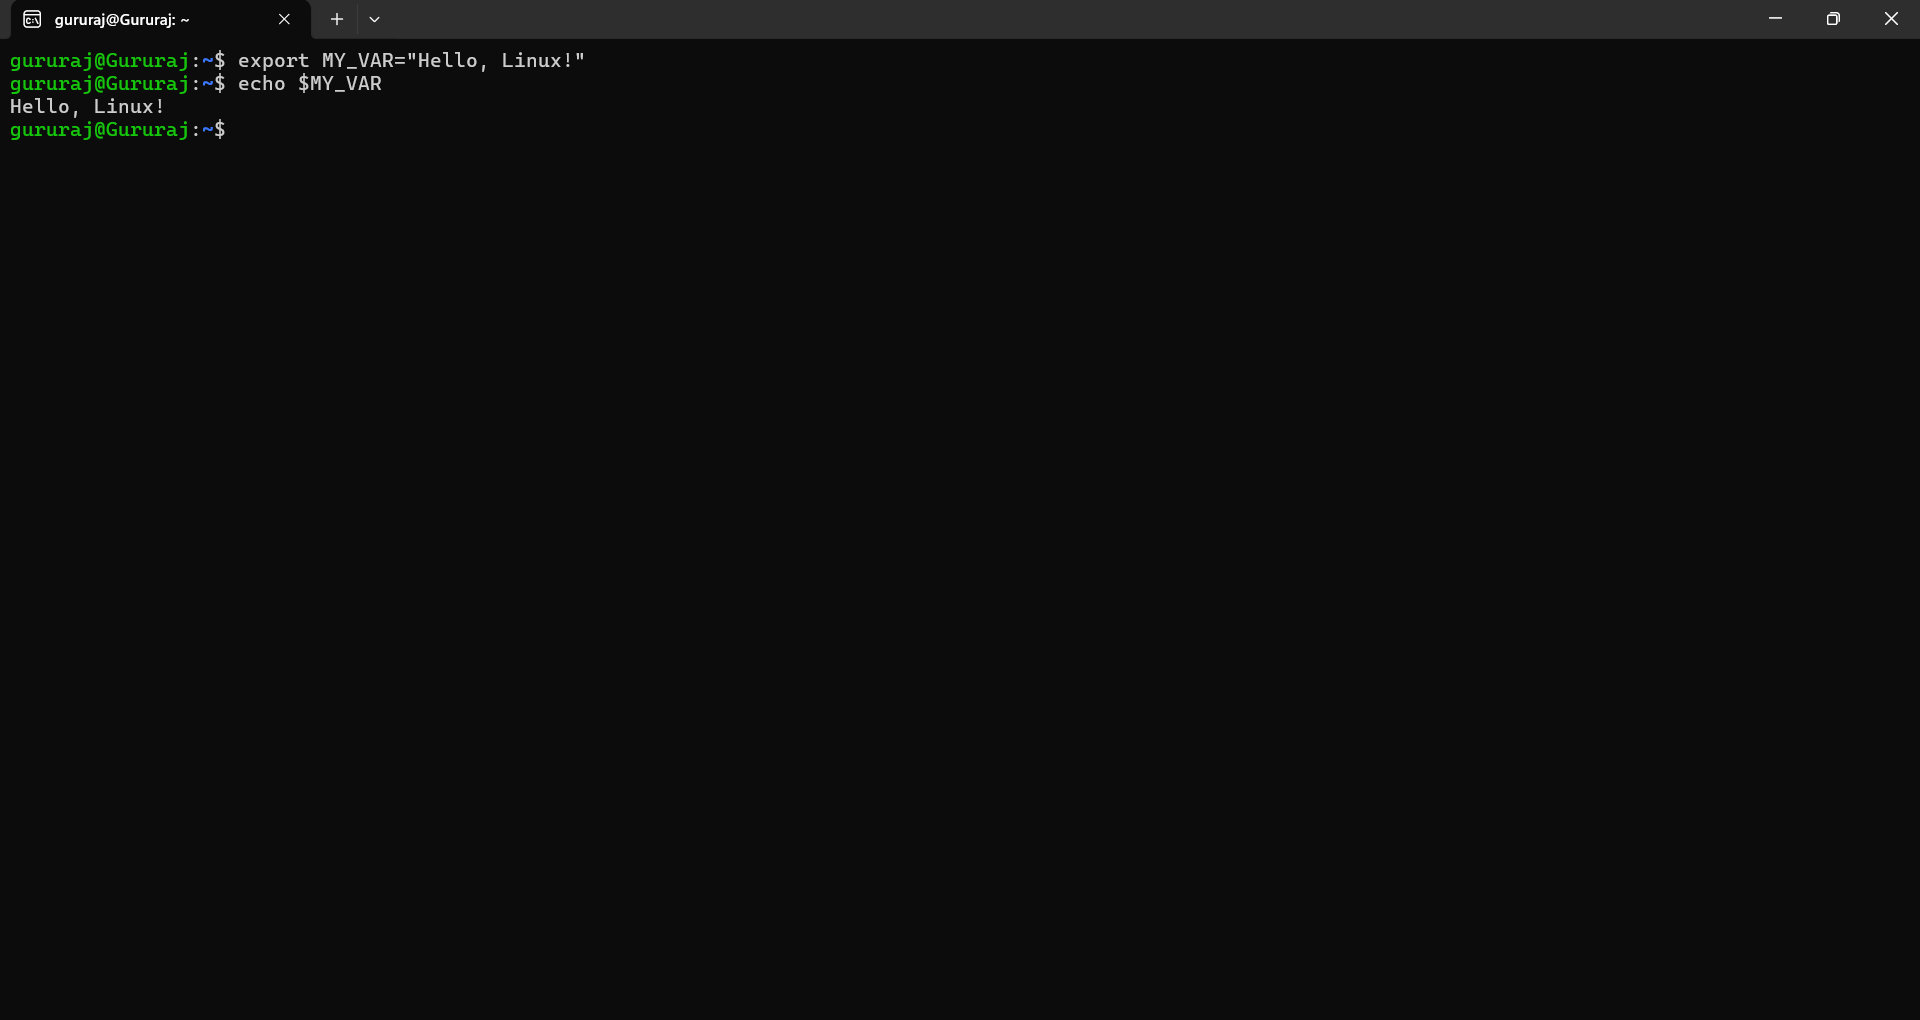 gururaj@Gururaj: ~
gururaj@Gururaj:~$ export MY_VAR="Hello, Linux!"
gururaj@Gururaj:~$ echo $MY_VAR
Hello, Linux!
gururaj@Gururaj:~$